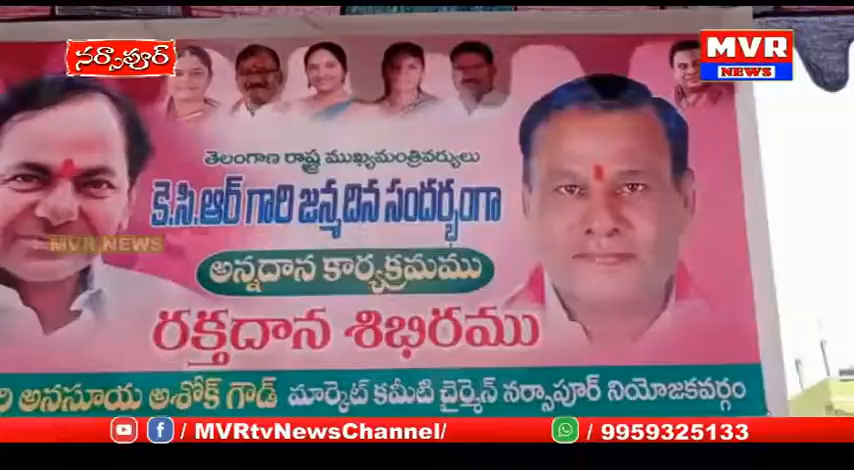 నర్సాపూర్
MVR
NEWS
తెలంగాణ రాష్ట్ర ముఖ్యమంత్రివర్యులు
కె.సి.ఆర్ గారి జన్మదిన సందర్భంగా
MVR NEWS
అన్నదాన కార్యక్రమము
రక్తదాన శిబిరము
అనసూయ అశోక్ గౌడ్ మార్కెట్ కమిటీ చైర్మెన్ నర్సాపూర్ నియోజకవర్గం
/ MVRtvNewsChannel/ / 9959325133